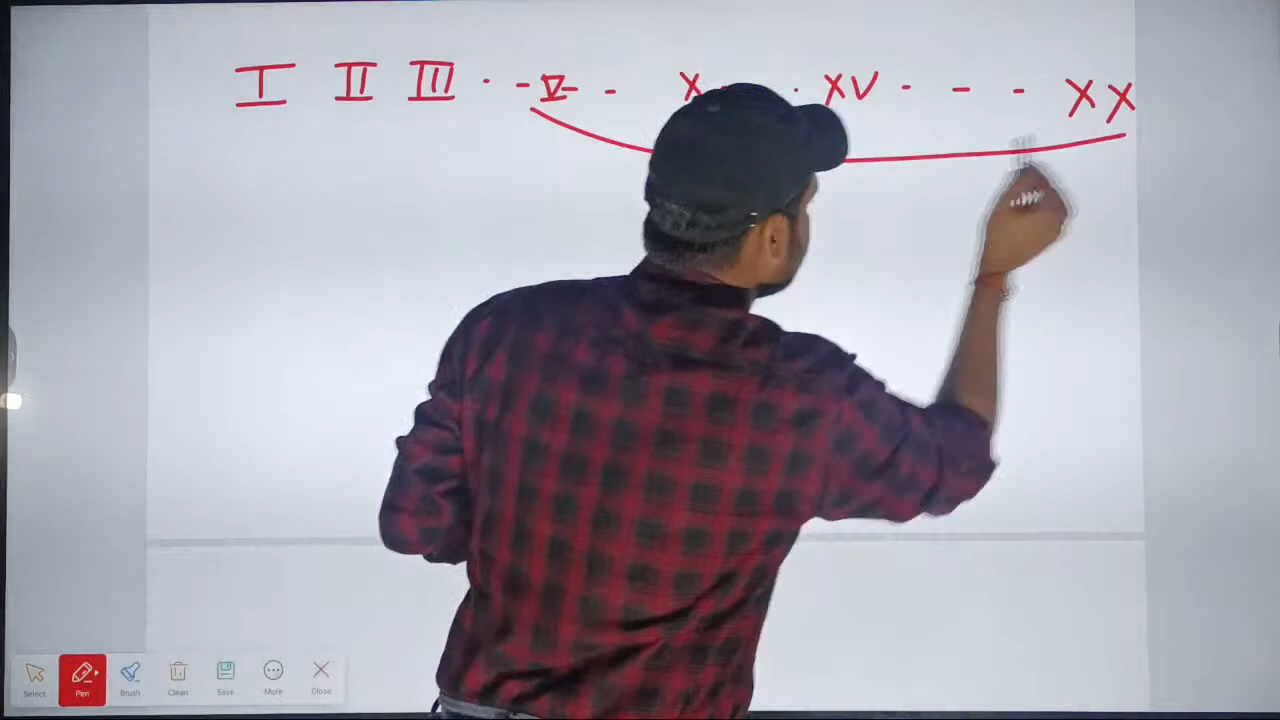 I II III . - V - . X . . XV . - - XX
Select Pen Brush Clean Save More Close